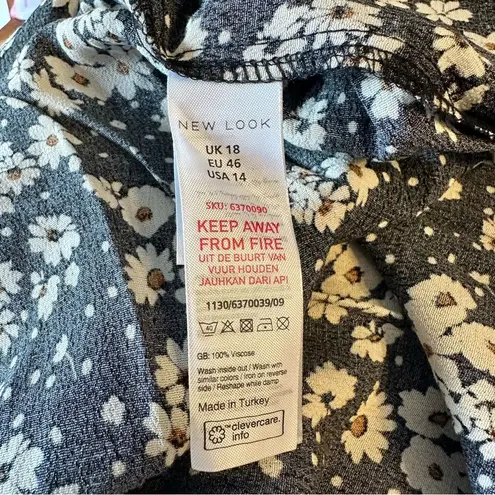 NEW LOOK
UK 18
EU 46
USA 14
SKU: 6370090
KEEP AWAY
FROM FIRE
UIT DE BUURT VAN
VUUR HOUDEN
JAUHKAN DARI API
1130/6370039/09
40
GB: 100% Viscose
Wash inside out / Wash with
similar colors / Iron on reverse
side / Reshape while damp
Made in Turkey
™clevercare.
info